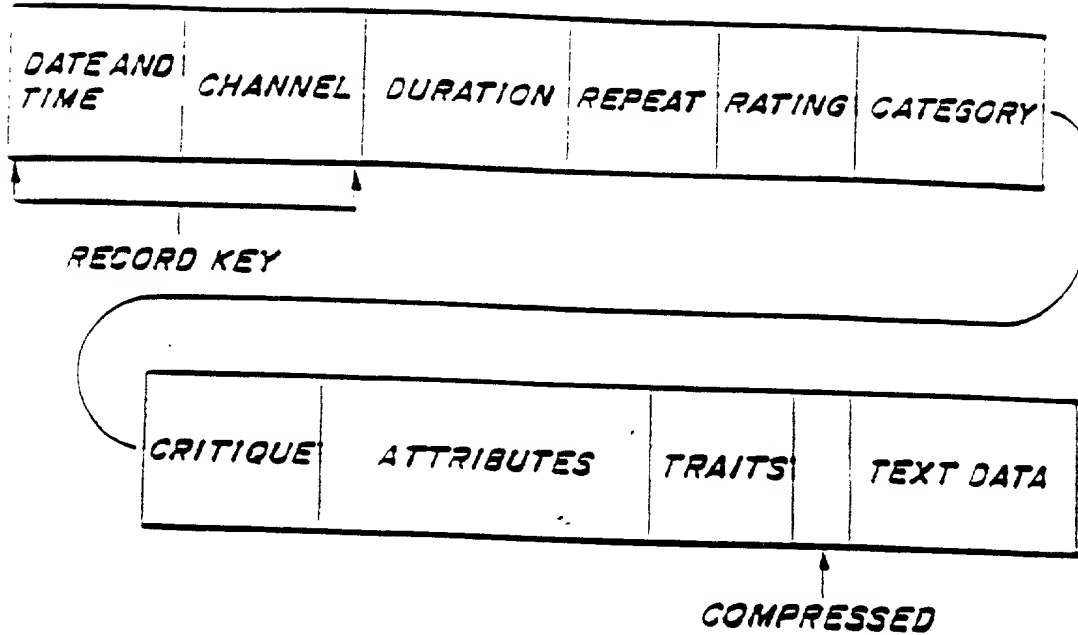 DATE AND
TIME
CHANNEL
DURATION
REPEAT
RATING
CATEGORY
RECORD KEY
CRITIQUE
ATTRIBUTES
TRAITS
TEXT DATA
COMPRESSED